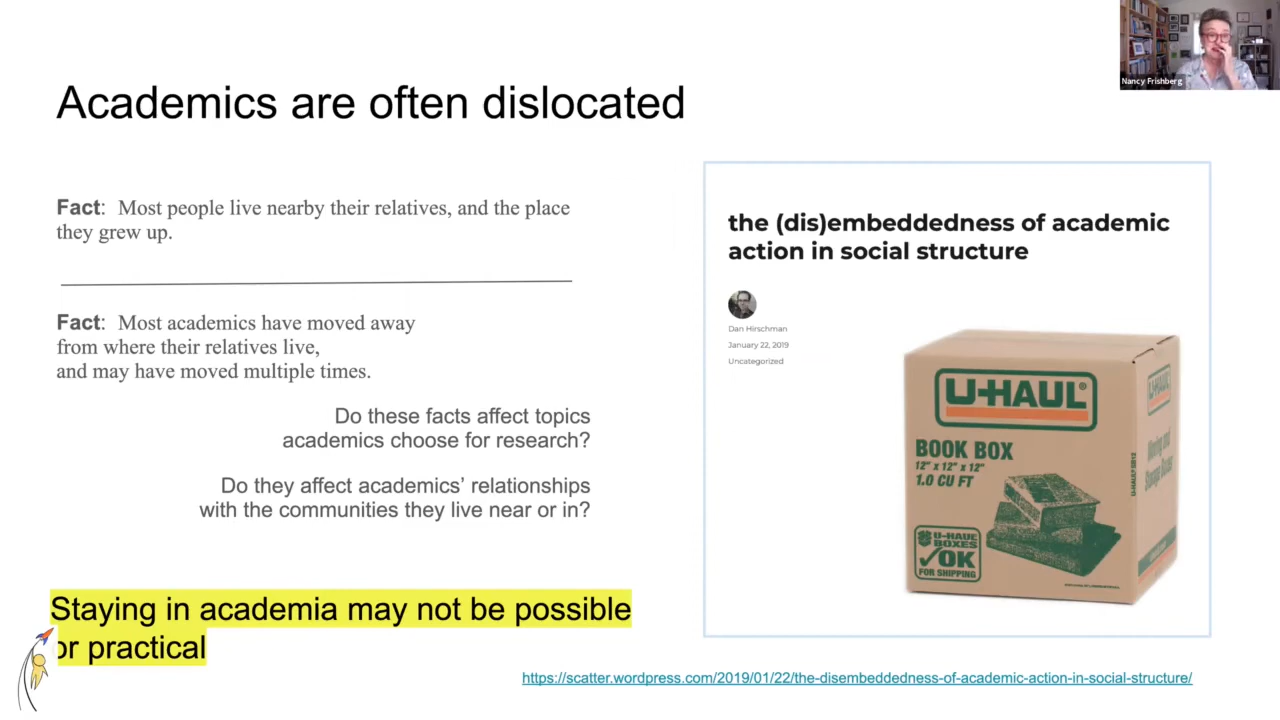 Nancy Frishberg
Academics are often dislocated
Fact: Most people live nearby their relatives, and the place
they grew up.
Fact: Most academics have moved away
from where their relatives live,
and may have moved multiple times.
Do these facts affect topics
academics choose for research?
Do they affect academics’ relationships
with the communities they live near or in?
Staying in academia may not be possible
or practical
the (dis)embeddedness of academic
action in social structure
Dan Hirschman
January 22, 2019
Uncategorized
U-HAUL®
BOOK BOX
12" x 12" x 12"
1.0 CU FT
U-HAUL
BOXES
OK
FOR SHIPPING
U-HAUL
Moving and
https://scatter.wordpress.com/2019/01/22/the-disembeddedness-of-academic-action-in-social-structure/